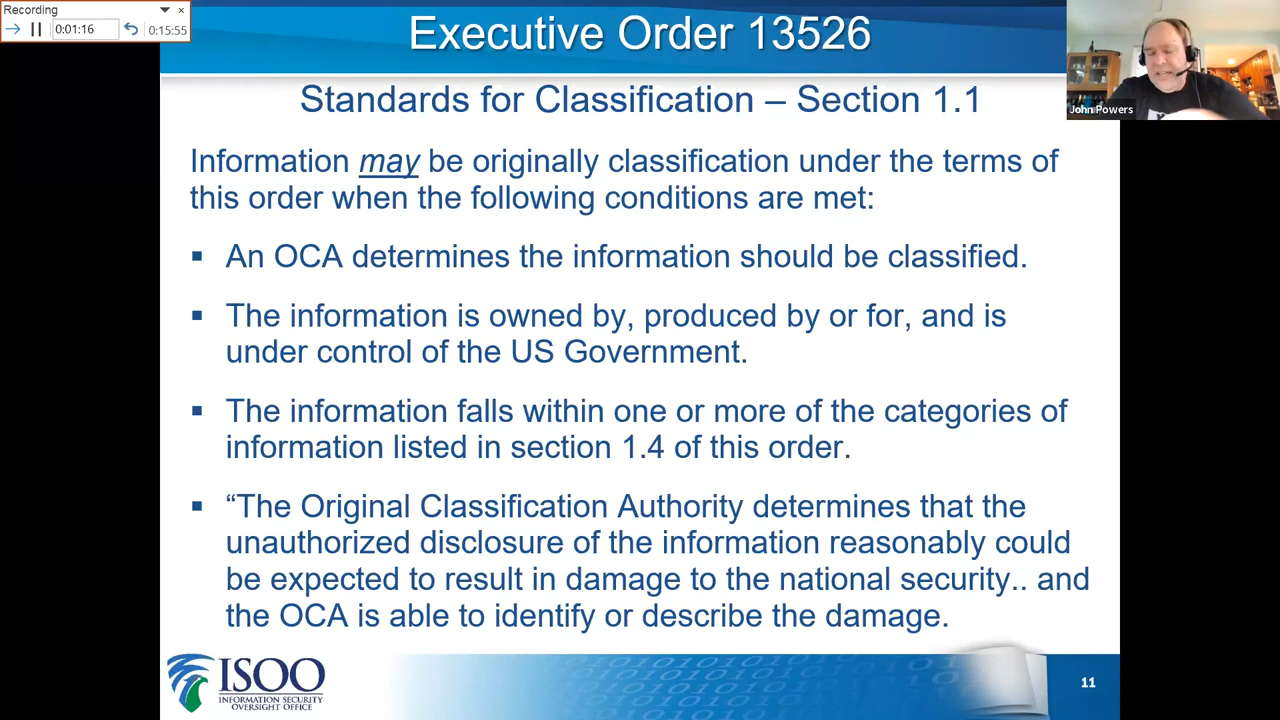 Recording
0:01:16
0:15:55
Executive Order 13526
John Powers
Standards for Classification – Section 1.1
Information may be originally classification under the terms of
this order when the following conditions are met:
▪ An OCA determines the information should be classified.
▪ The information is owned by, produced by or for, and is
under control of the US Government.
▪ The information falls within one or more of the categories of
information listed in section 1.4 of this order.
▪ “The Original Classification Authority determines that the
unauthorized disclosure of the information reasonably could
be expected to result in damage to the national security.. and
the OCA is able to identify or describe the damage.
ISOO
INFORMATION SECURITY
OVERSIGHT OFFICE
11